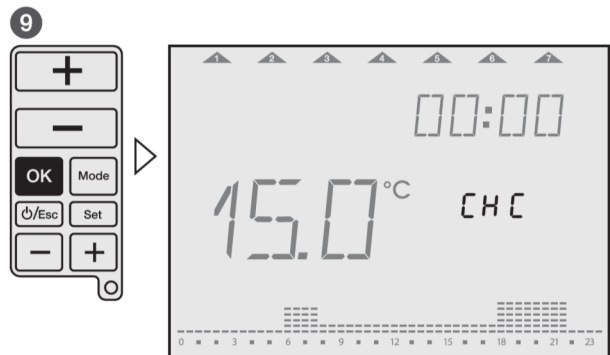 9
+
−
OK Mode
⏻/Esc Set
− +
1 2 3 4 5 6 7
00:00
15.0 °C CHC
0 3 6 9 12 15 18 21 23